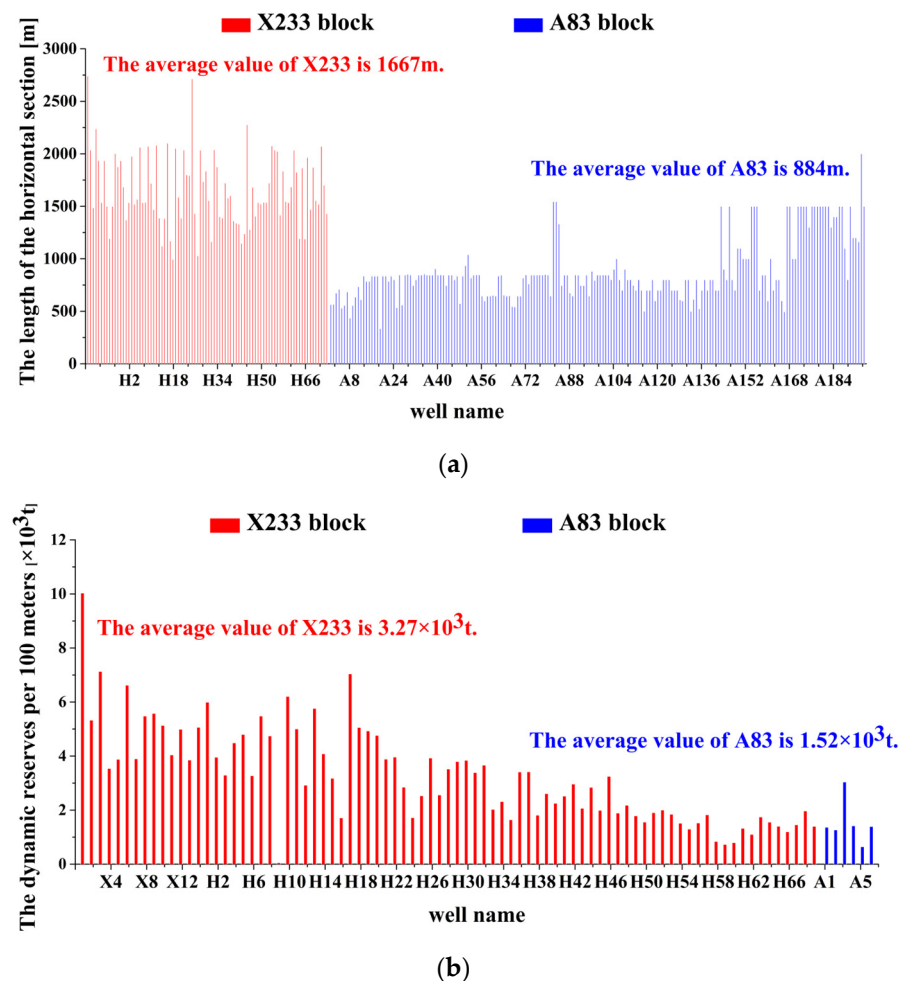 X233 block A83 block
The length of the horizontal section [m]
3000
2500
2000
1500
1000
500
0
The average value of X233 is 1667m.
The average value of A83 is 884m.
H2 H18 H34 H50 H66 A8 A24 A40 A56 A72 A88 A104 A120 A136 A152 A168 A184
well name
(a)
X233 block A83 block
The dynamic reserves per 100 meters [×10³t]
12
10
8
6
4
2
0
The average value of X233 is 3.27×10³t.
The average value of A83 is 1.52×10³t.
X4 X8 X12 H2 H6 H10 H14 H18 H22 H26 H30 H34 H38 H42 H46 H50 H54 H58 H62 H66 A1 A5
well name
(b)